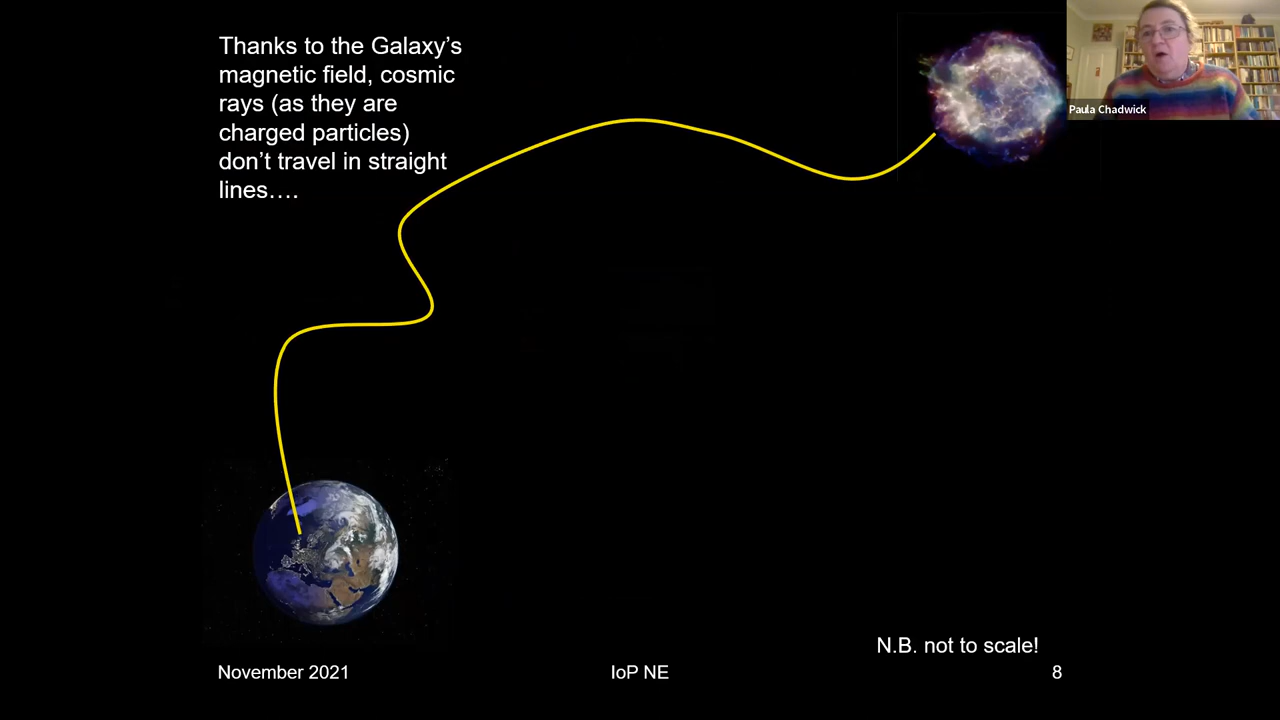 Thanks to the Galaxy’s
magnetic field, cosmic
rays (as they are
charged particles)
don’t travel in straight
lines….
Paula Chadwick
N.B. not to scale!
November 2021
IoP NE
8